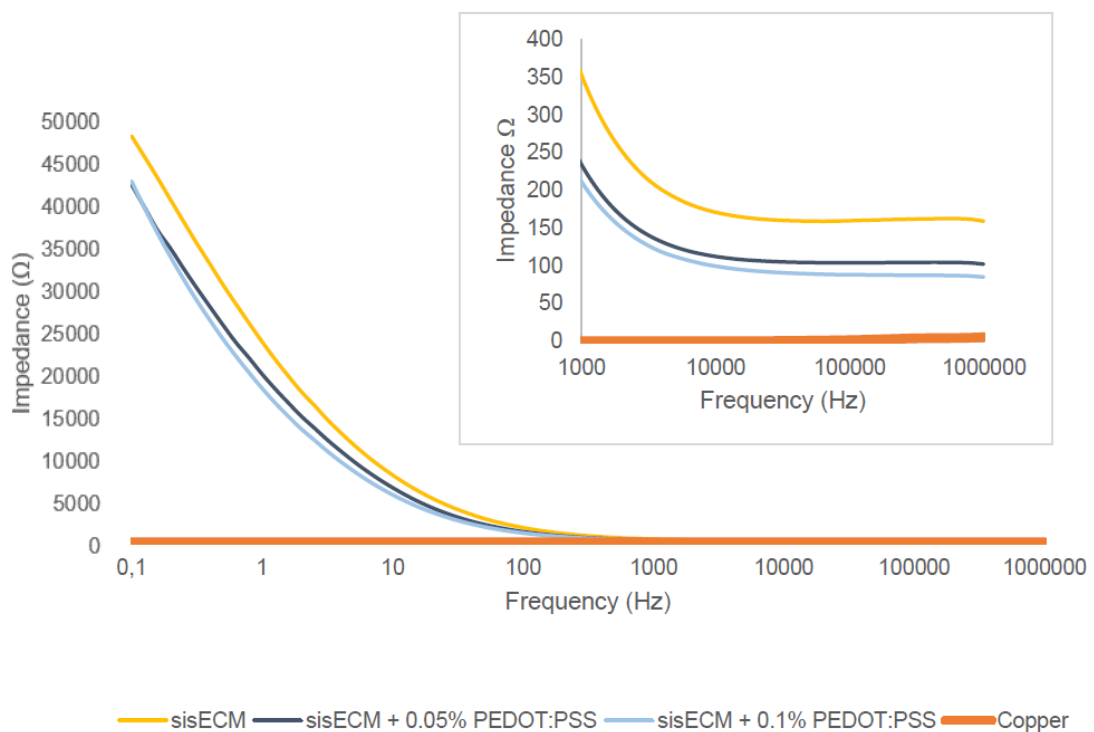 400
350
300
250
200
150
100
50
0
Impedance Ω
1000 10000 100000 1000000
Frequency (Hz)
50000
45000
40000
35000
30000
25000
20000
15000
10000
5000
0
Impedance (Ω)
0,1 1 10 100 1000 10000 100000 1000000
Frequency (Hz)
sisECM sisECM + 0.05% PEDOT:PSS sisECM + 0.1% PEDOT:PSS Copper